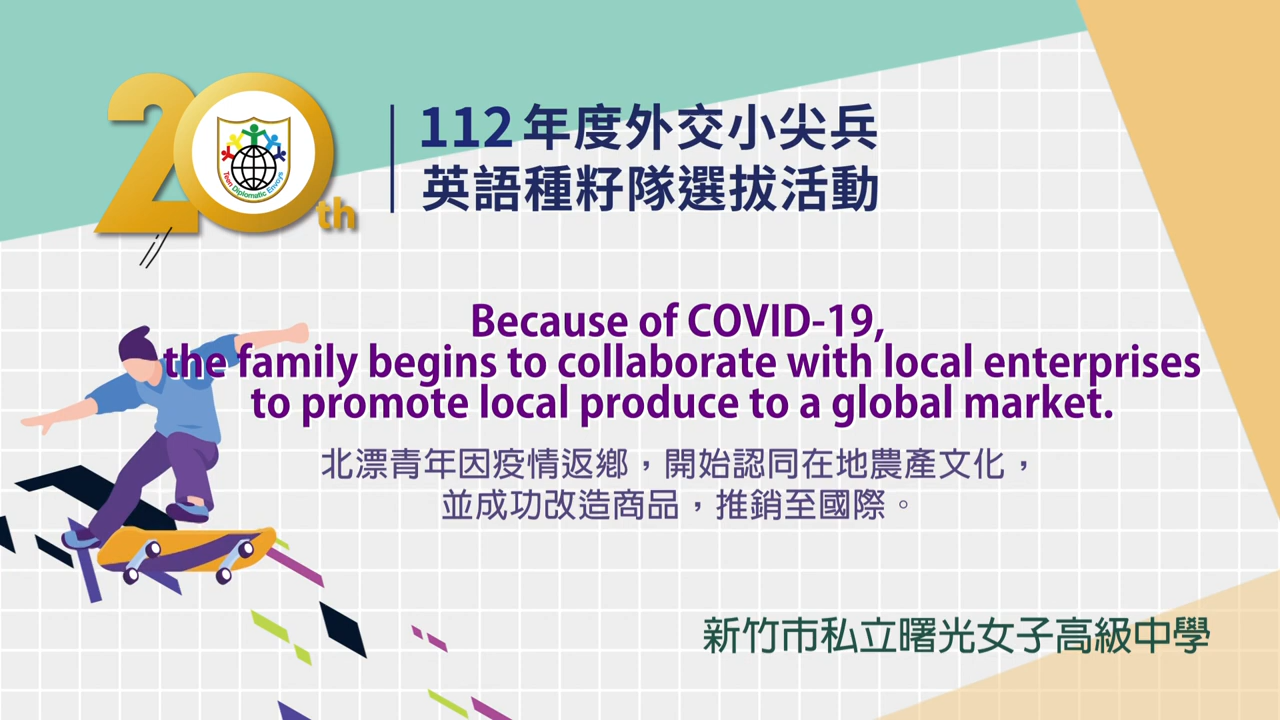 20th
Teen Diplomatic Envoys
112年度外交小尖兵
英語種籽隊選拔活動
Because of COVID-19,
the family begins to collaborate with local enterprises
to promote local produce to a global market.
北漂青年因疫情返鄉，開始認同在地農產文化，
並成功改造商品，推銷至國際。
新竹市私立曙光女子高級中學